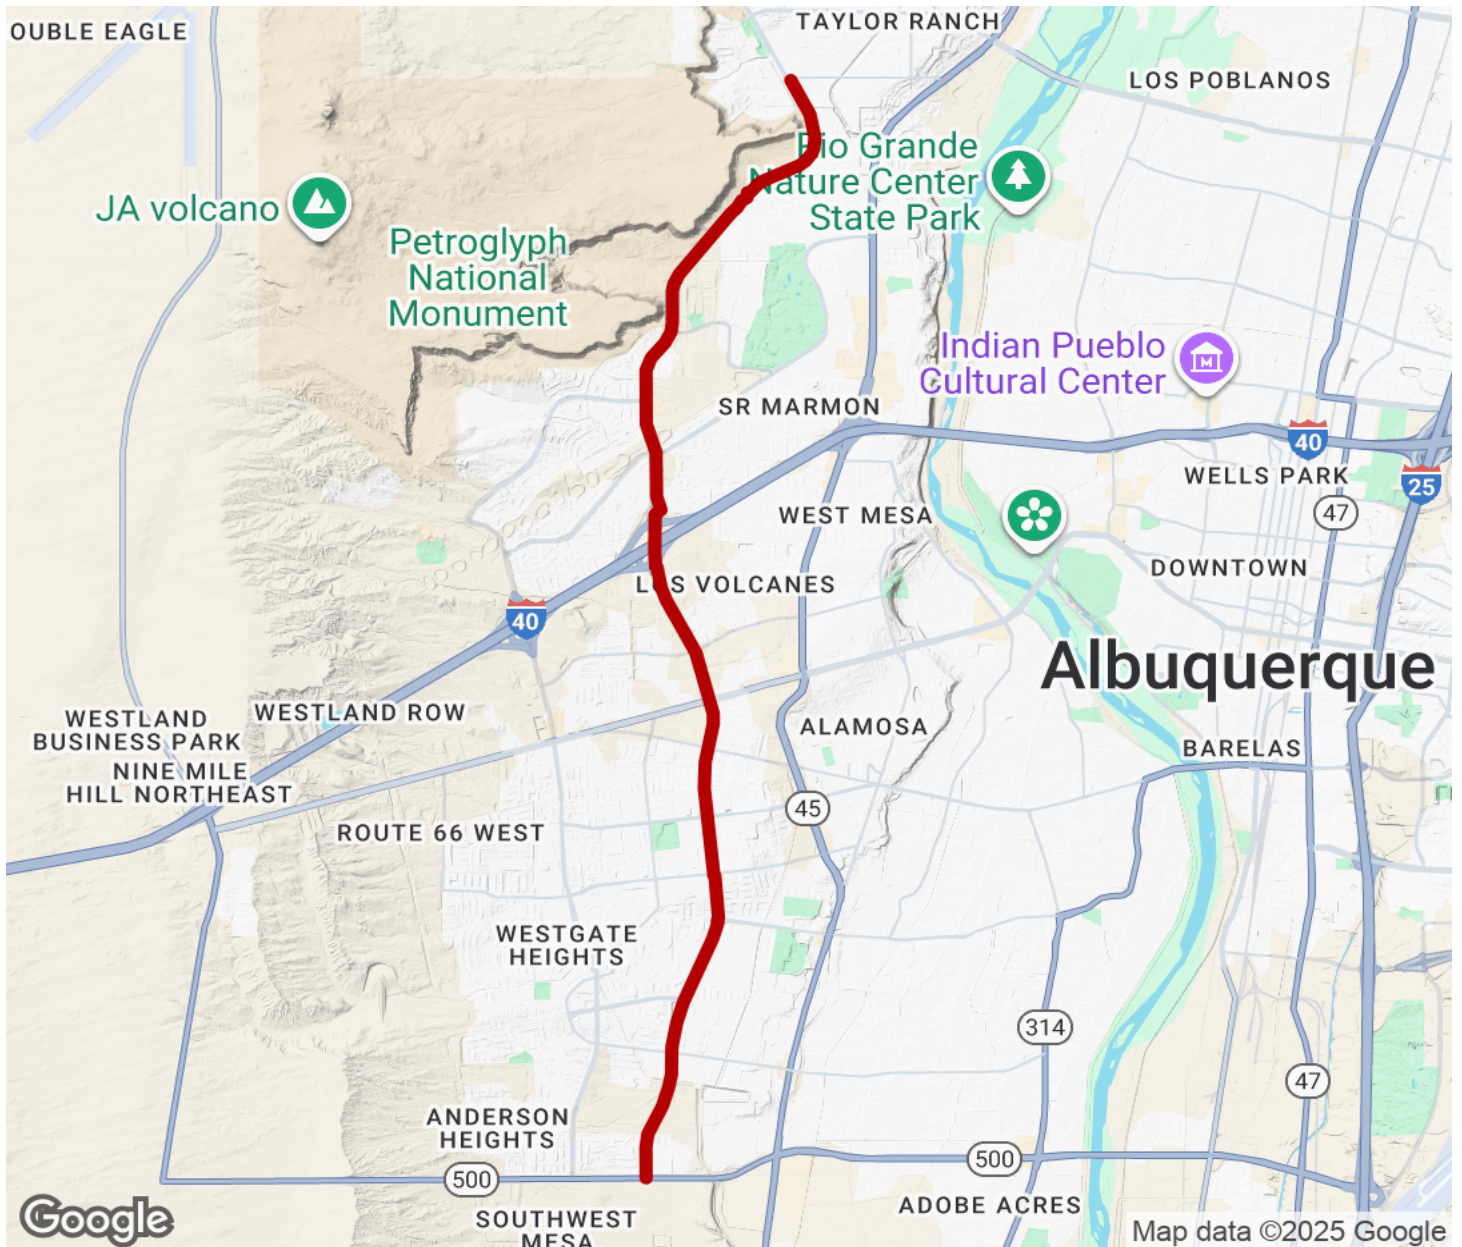 TAYLOR RANCH
OUBLE EAGLE
LOS POBLANOS
Rio Grande
Nature Center
State Park
JA volcano
Petroglyph
National
Monument
Indian Pueblo
Cultural Center
M
SR MARMON
40
WELLS PARK
25
47
WEST MESA
DOWNTOWN
LOS VOLCANES
40
Albuquerque
WESTLAND
BUSINESS PARK
WESTLAND ROW
ALAMOSA
BARELAS
NINE MILE
HILL NORTHEAST
45
ROUTE 66 WEST
WESTGATE
HEIGHTS
314
47
ANDERSON
HEIGHTS
500
500
ADOBE ACRES
SOUTHWEST
MESA
Google
Map data ©2025 Google